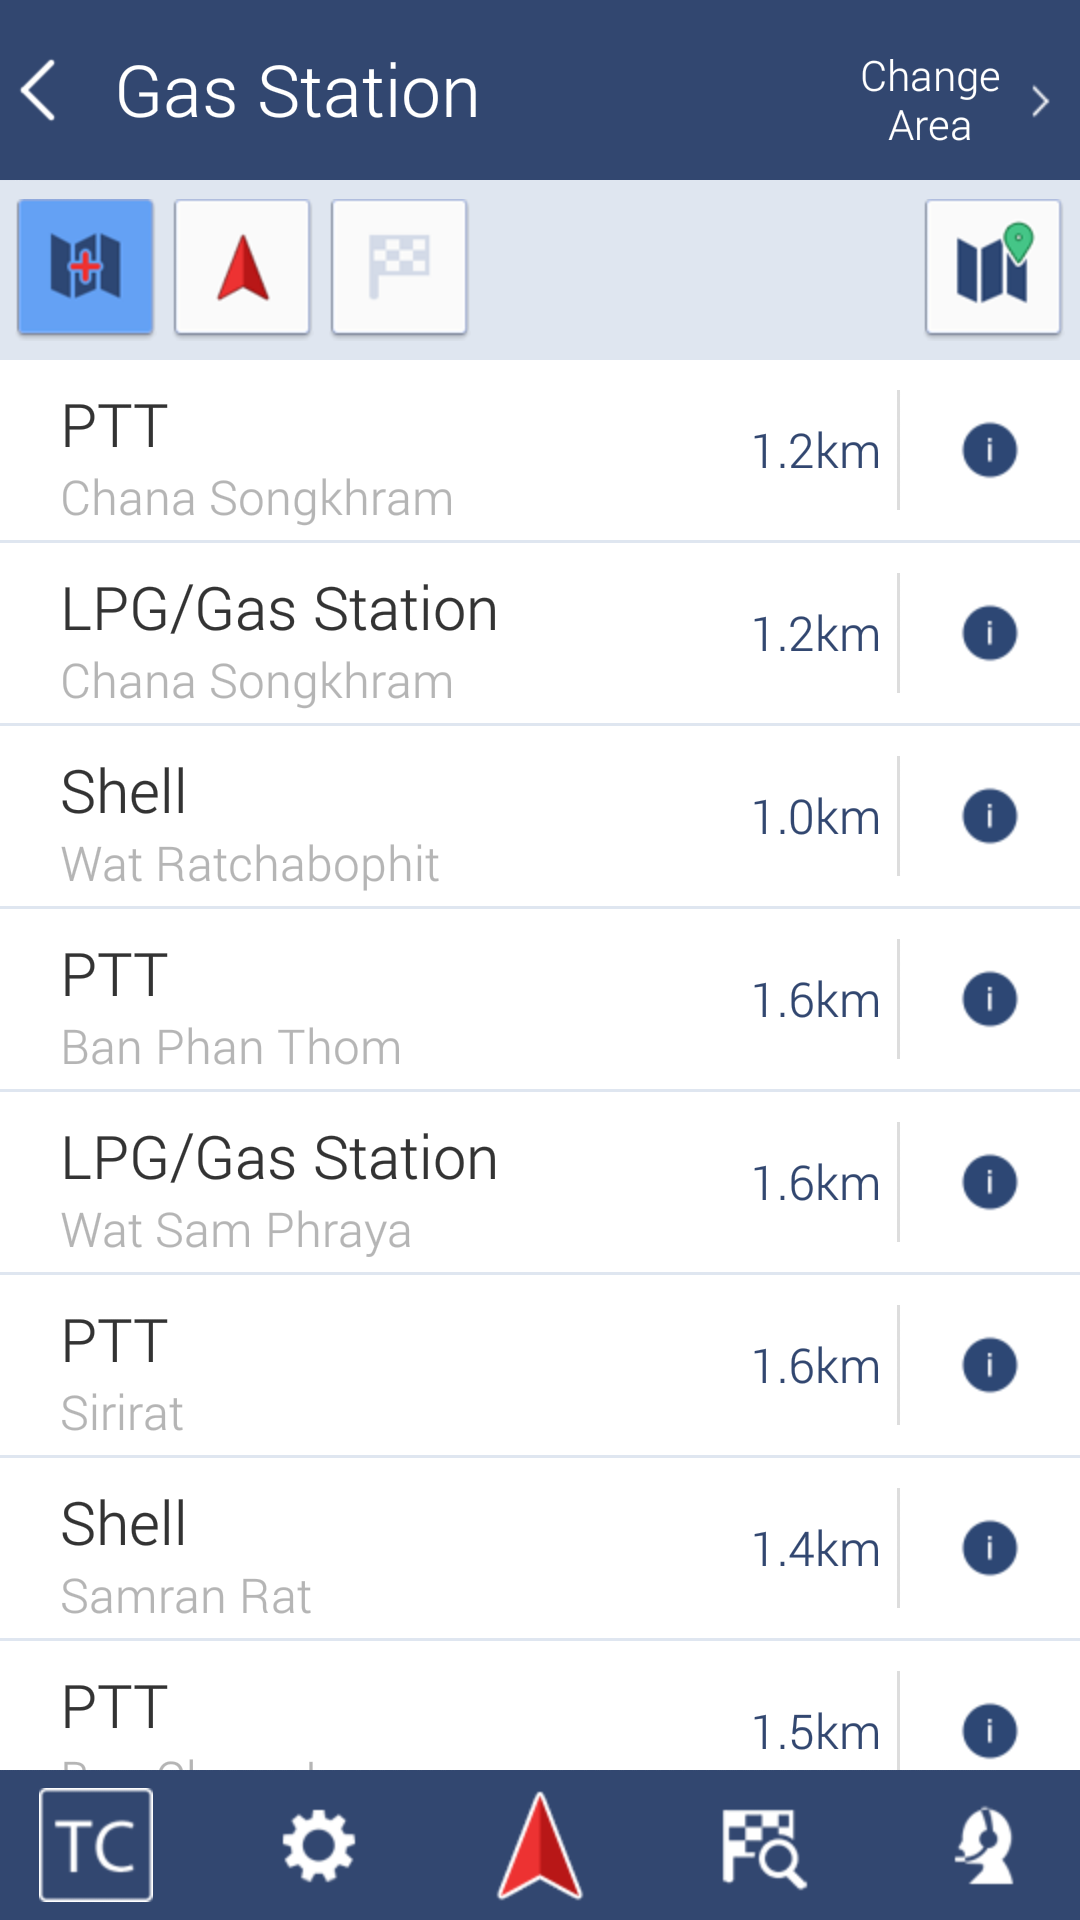 Gas Station
Change
Area
PTT
1.2km
Chana Songkhram
LPG/Gas Station
1.2km
Chana Songkhram
Shell
1.0km
Wat Ratchabophit
PTT
1.6km
Ban Phan Thom
LPG/Gas Station
1.6km
Wat Sam Phraya
PTT
1.6km
Sirirat
Shell
1.4km
Samran Rat
PTT
1.5km
TC